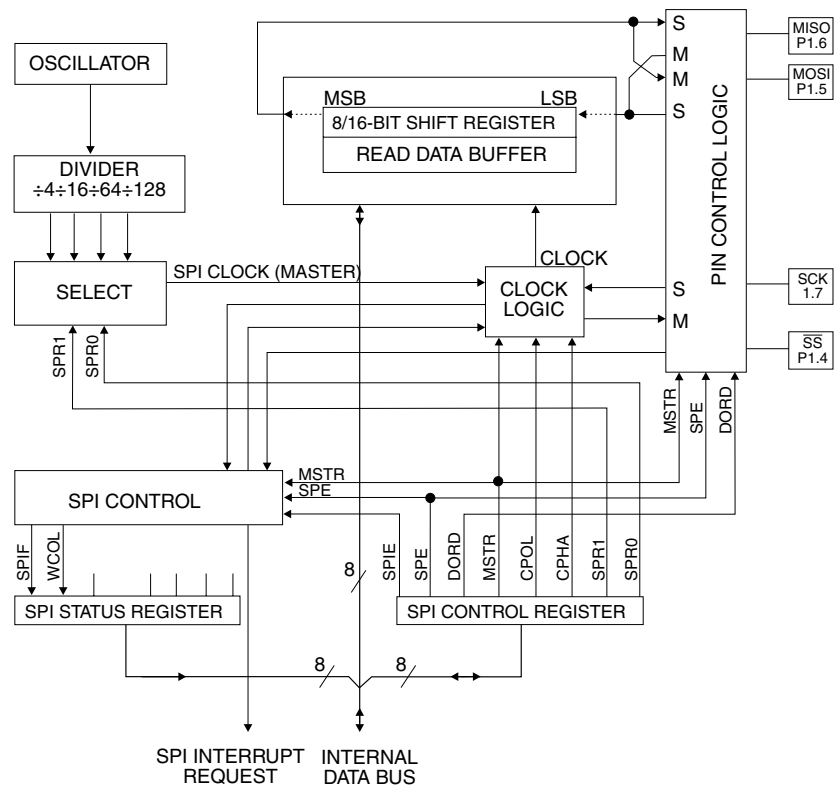 OSCILLATOR
DIVIDER
÷4÷16÷64÷128
SELECT
SPI CLOCK (MASTER)
SPR1
SPR0
MSB
LSB
8/16-BIT SHIFT REGISTER
READ DATA BUFFER
CLOCK
CLOCK
LOGIC
S
M
M
S
S
M
PIN CONTROL LOGIC
MISO
P1.6
MOSI
P1.5
SCK
1.7
SS
P1.4
MSTR
SPE
DORD
SPI CONTROL
MSTR
SPE
SPIF
WCOL
SPI STATUS REGISTER
8
SPIE
SPE
DORD
MSTR
CPOL
CPHA
SPR1
SPR0
SPI CONTROL REGISTER
8
8
SPI INTERRUPT
REQUEST
INTERNAL
DATA BUS